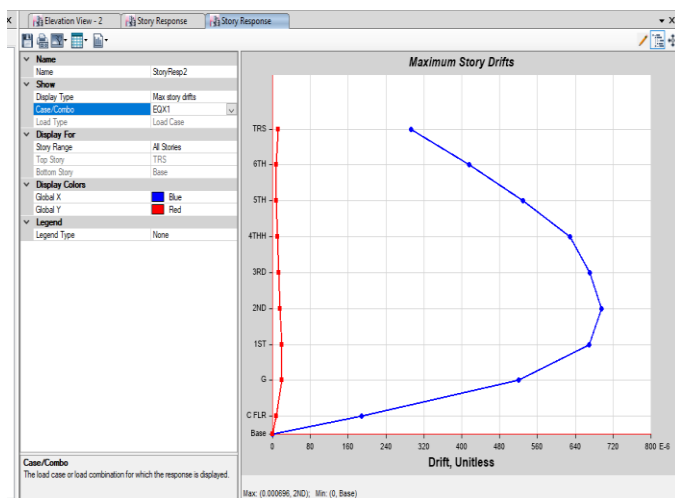 X
Elevation View - 2
Story Response
Story Response
X
Name
Name StoryResp2
Show
Display Type Max story drifts
Case/Combo EQX1
Load Type Load Case
Display For
Story Range All Stories
Top Story TRS
Bottom Story Base
Display Colors
Global X Blue
Global Y Red
Legend
Legend Type None
Case/Combo
The load case or load combination for which the response is displayed.
Maximum Story Drifts
TRS
6TH
5TH
4THH
3RD
2ND
1ST
G
C FLR
Base
0 80 160 240 320 400 480 560 640 720 800 E-6
Drift, Unitless
Max: (0.000696, 2ND); Min: (0, Base)